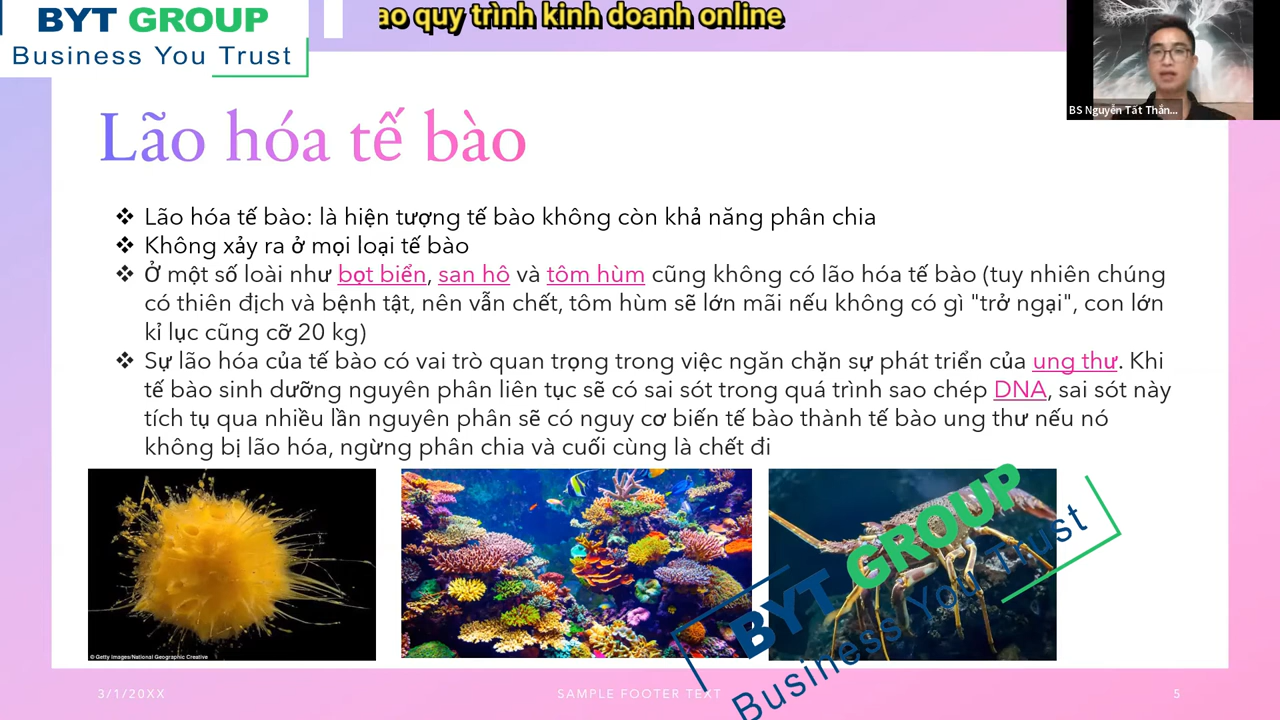 BYT GROUP
Business You Trust
ao quy trình kinh doanh online
BS Nguyễn Tất Thắn...
Lão hóa tế bào
❖ Lão hóa tế bào: là hiện tượng tế bào không còn khả năng phân chia
❖ Không xảy ra ở mọi loại tế bào
❖ Ở một số loài như bọt biển, san hô và tôm hùm cũng không có lão hóa tế bào (tuy nhiên chúng
có thiên địch và bệnh tật, nên vẫn chết, tôm hùm sẽ lớn mãi nếu không có gì "trở ngại", con lớn
kỉ lục cũng cỡ 20 kg)
❖ Sự lão hóa của tế bào có vai trò quan trọng trong việc ngăn chặn sự phát triển của ung thư. Khi
tế bào sinh dưỡng nguyên phân liên tục sẽ có sai sót trong quá trình sao chép DNA, sai sót này
tích tụ qua nhiều lần nguyên phân sẽ có nguy cơ biến tế bào thành tế bào ung thư nếu nó
không bị lão hóa, ngừng phân chia và cuối cùng là chết đi
© Getty Images/National Geographic Creative
BYT GROUP
Business You Trust
3/1/20XX
SAMPLE FOOTER TEXT
5